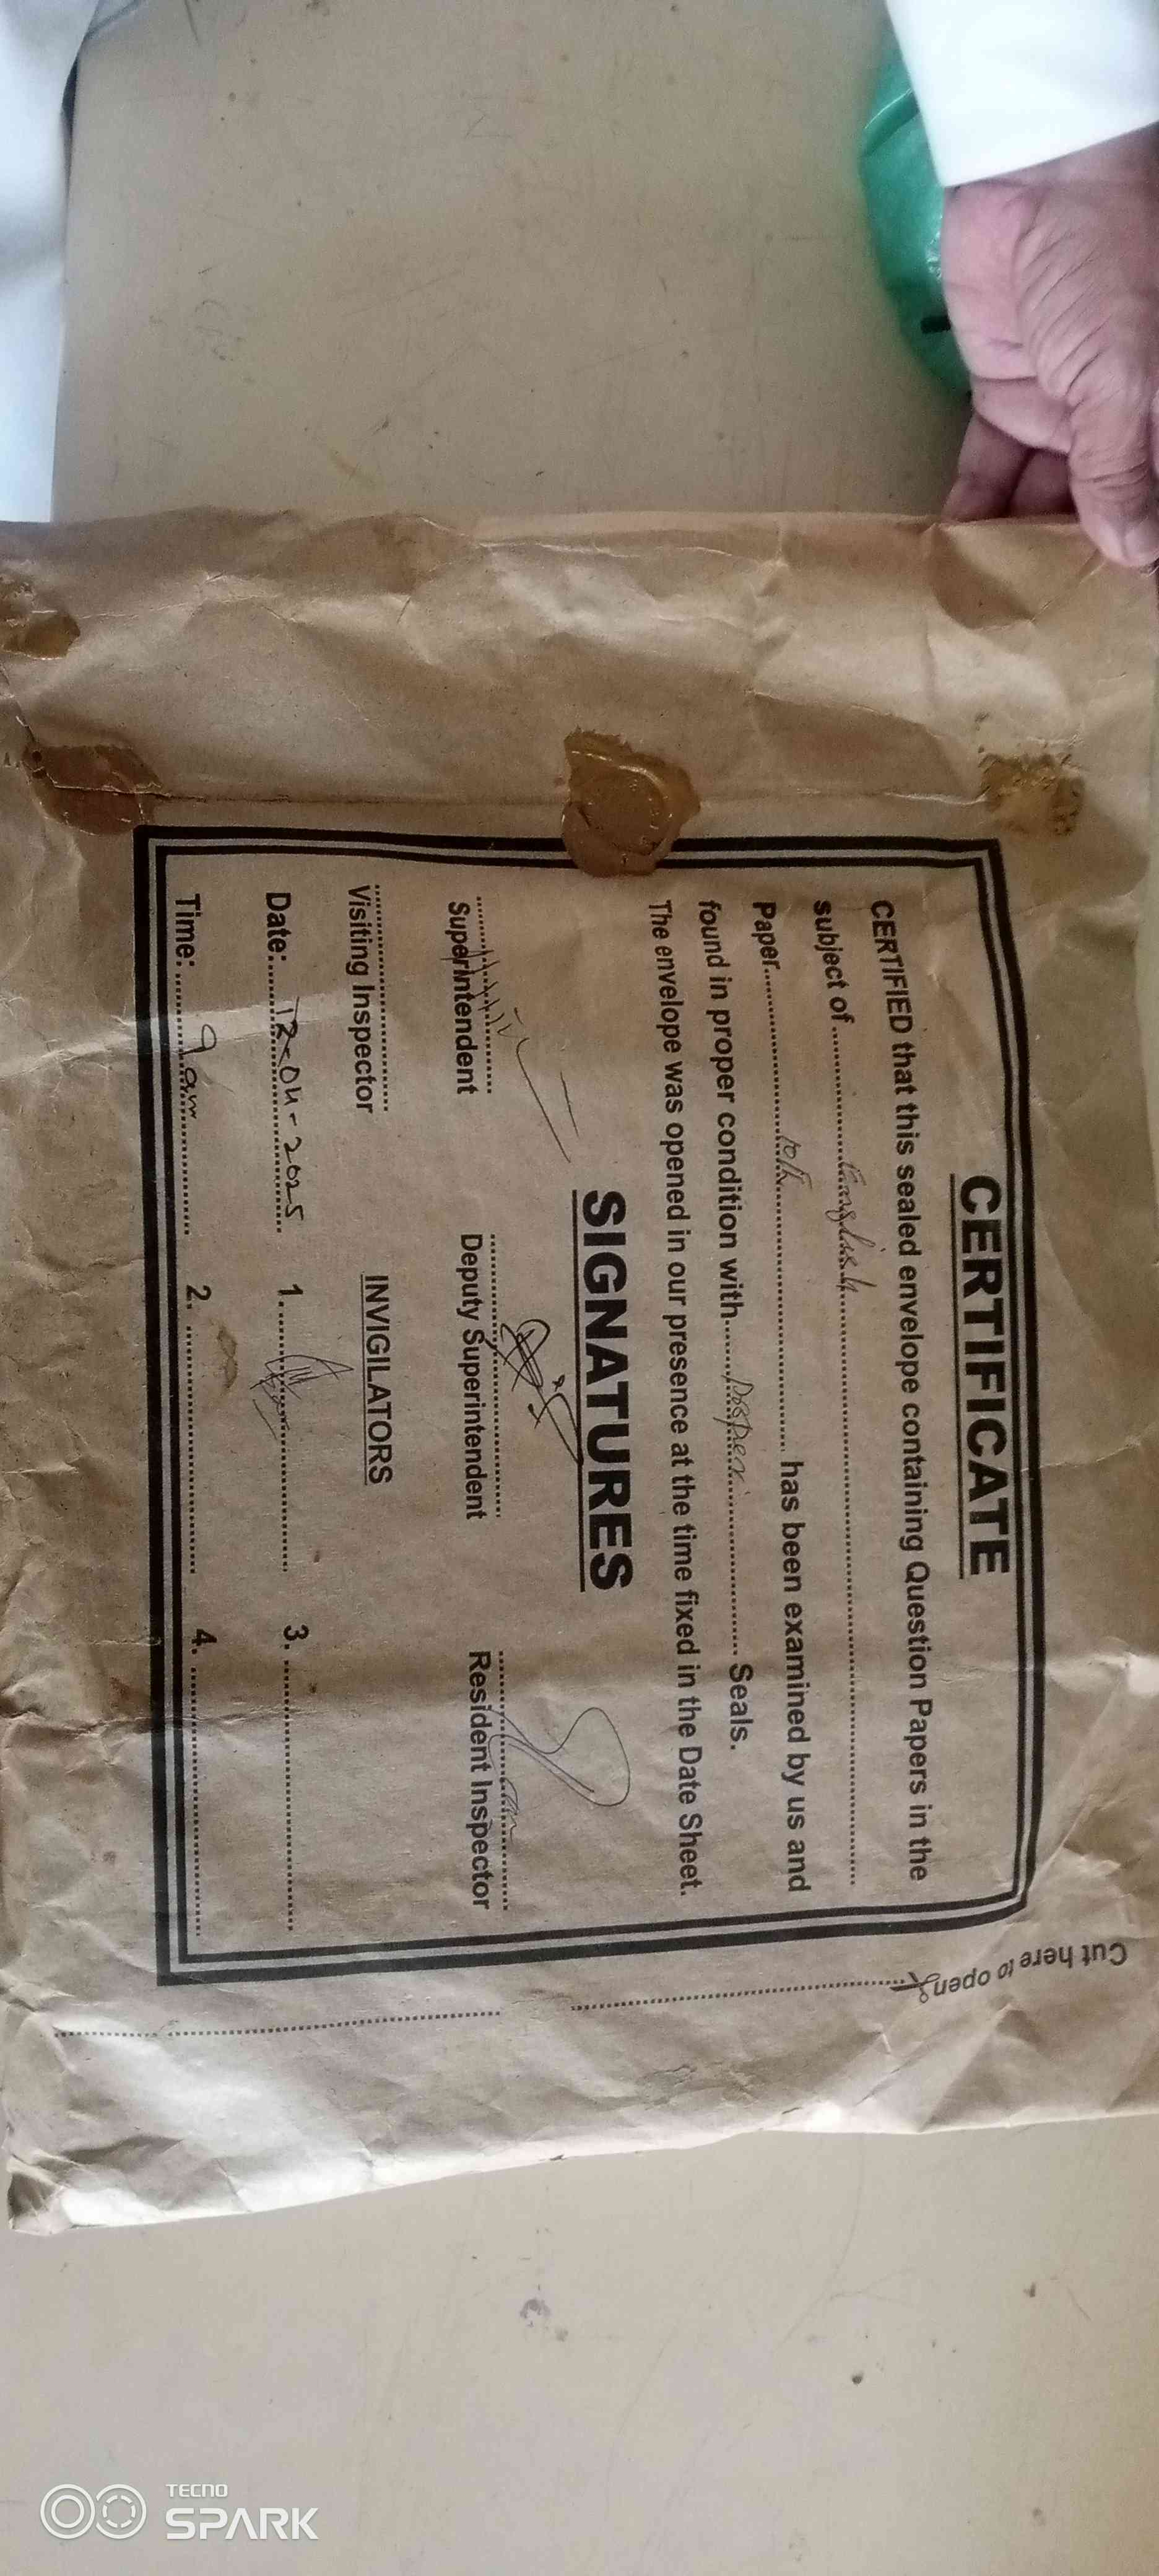 CERTIFICATE
CERTIFIED that this sealed envelope containing Question Papers in the
subject of English
Paper 10th has been examined by us and
found in proper condition with Seals.
The envelope was opened in our presence at the time fixed in the Date Sheet.
SIGNATURES
Superintendent Deputy Superintendent Resident Inspector
Visiting Inspector
INVIGILATORS
Date: 12-04-2025 1. 3.
Time: 9 am 2. 4.
Cut here to open
TECNO
SPARK